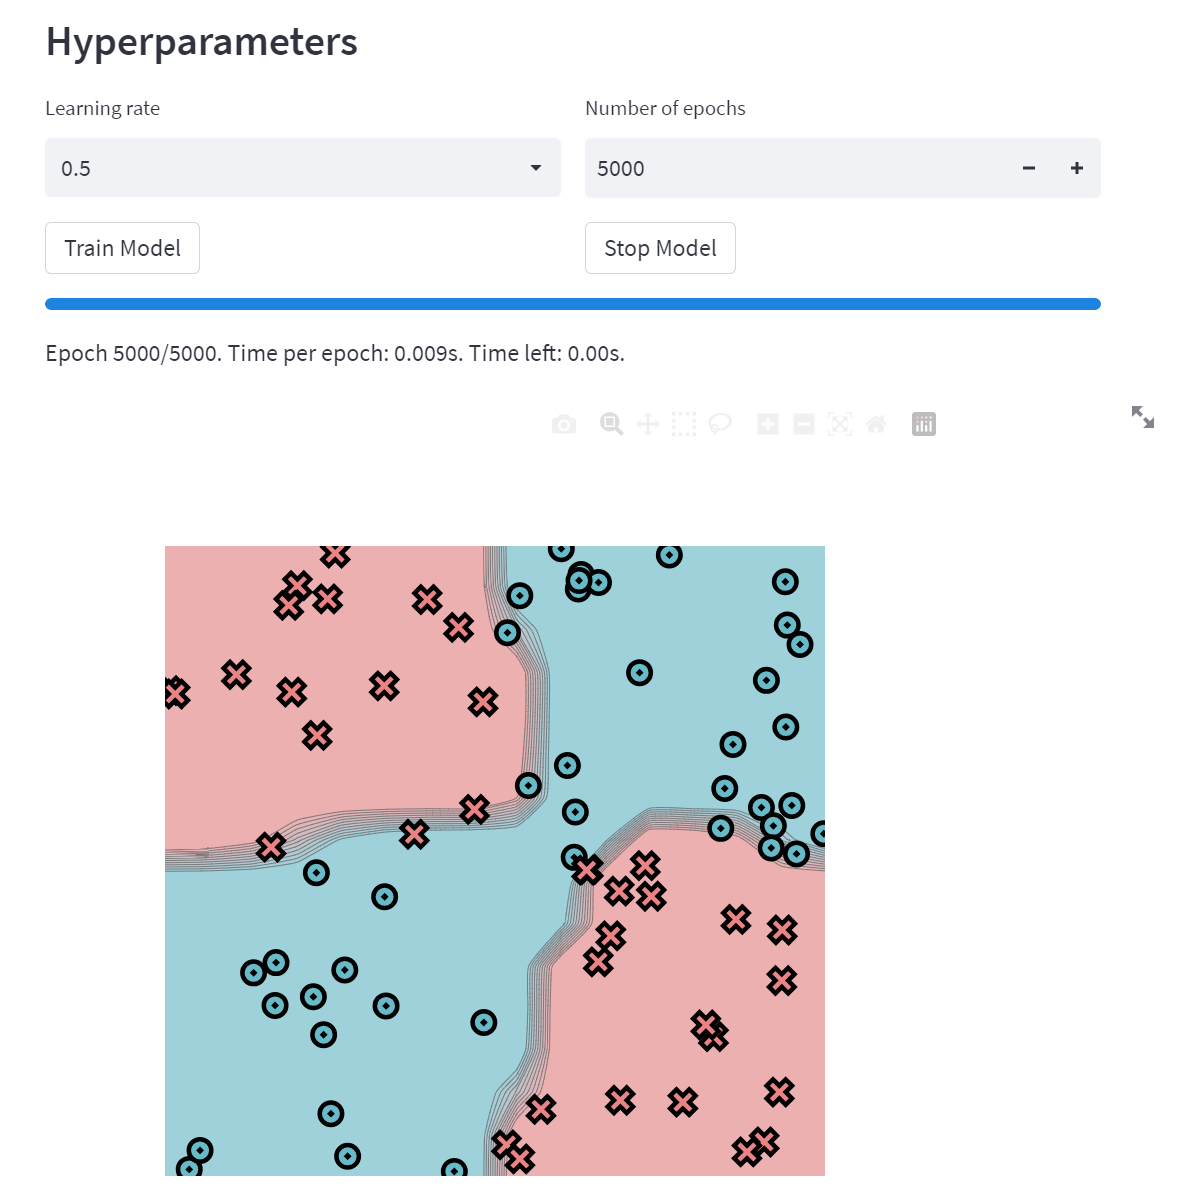 Hyperparameters
Learning rate
Number of epochs
0.5
5000
Train Model
Stop Model
Epoch 5000/5000. Time per epoch: 0.009s. Time left: 0.00s.